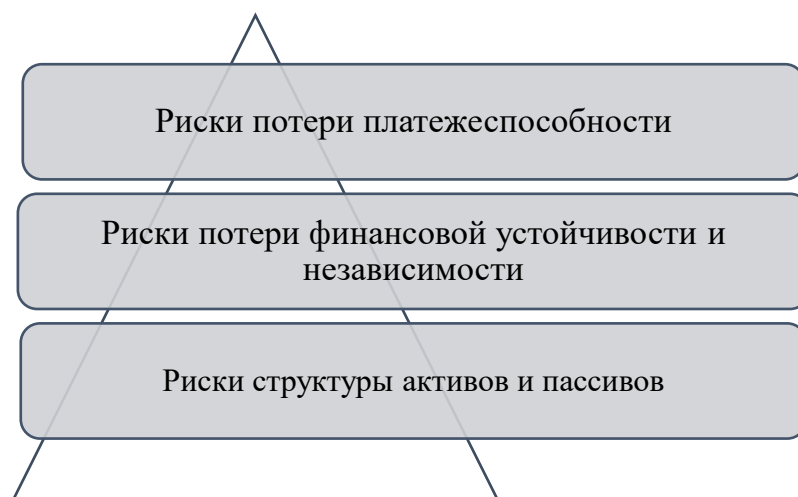 Риски потери платежеспособности
Риски потери финансовой устойчивости и
независимости
Риски структуры активов и пассивов